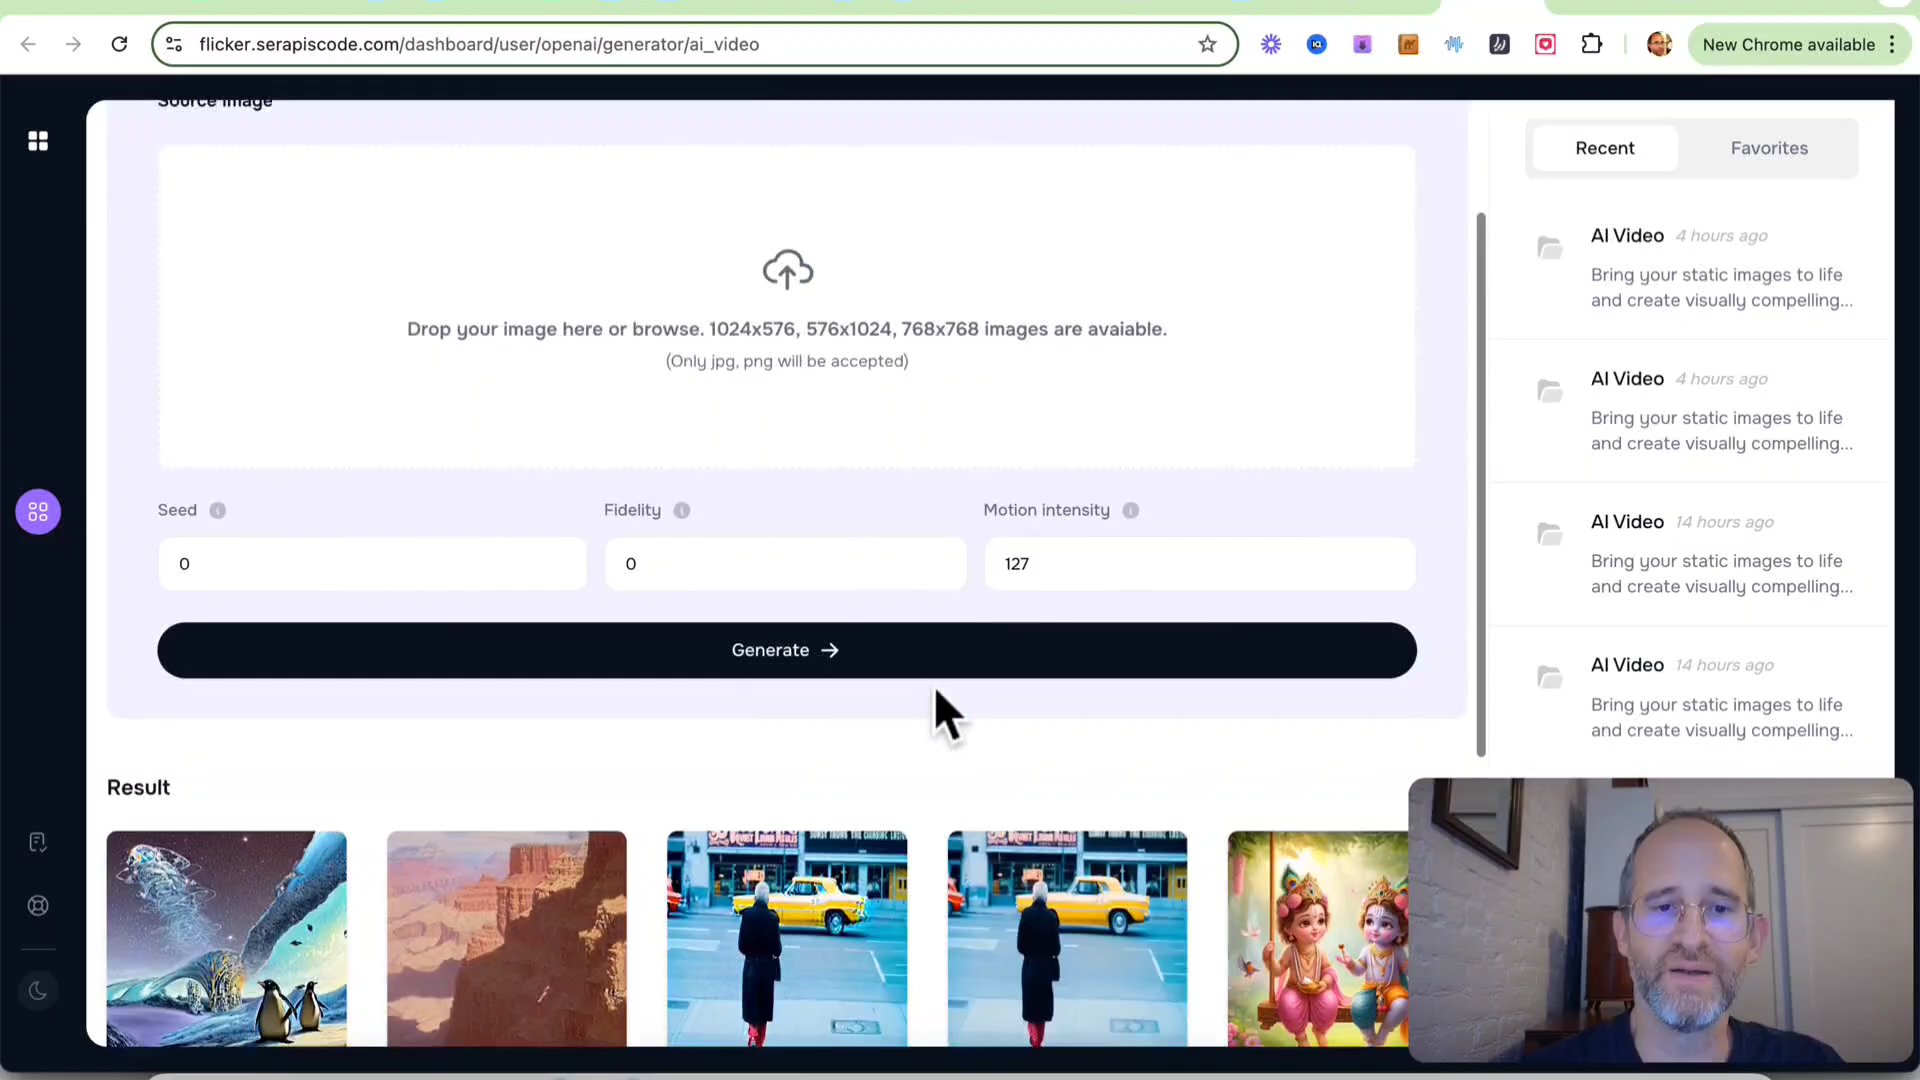 flicker.serapiscode.com/dashboard/user/openai/generator/ai_video
New Chrome available
Source Image
Drop your image here or browse. 1024x576, 576x1024, 768x768 images are avaiable.
(Only jpg, png will be accepted)
Seed
Fidelity
Motion intensity
0
0
127
Generate
Result
Recent
Favorites
AI Video 4 hours ago
Bring your static images to life
and create visually compelling...
AI Video 4 hours ago
Bring your static images to life
and create visually compelling...
AI Video 14 hours ago
Bring your static images to life
and create visually compelling...
AI Video 14 hours ago
Bring your static images to life
and create visually compelling...